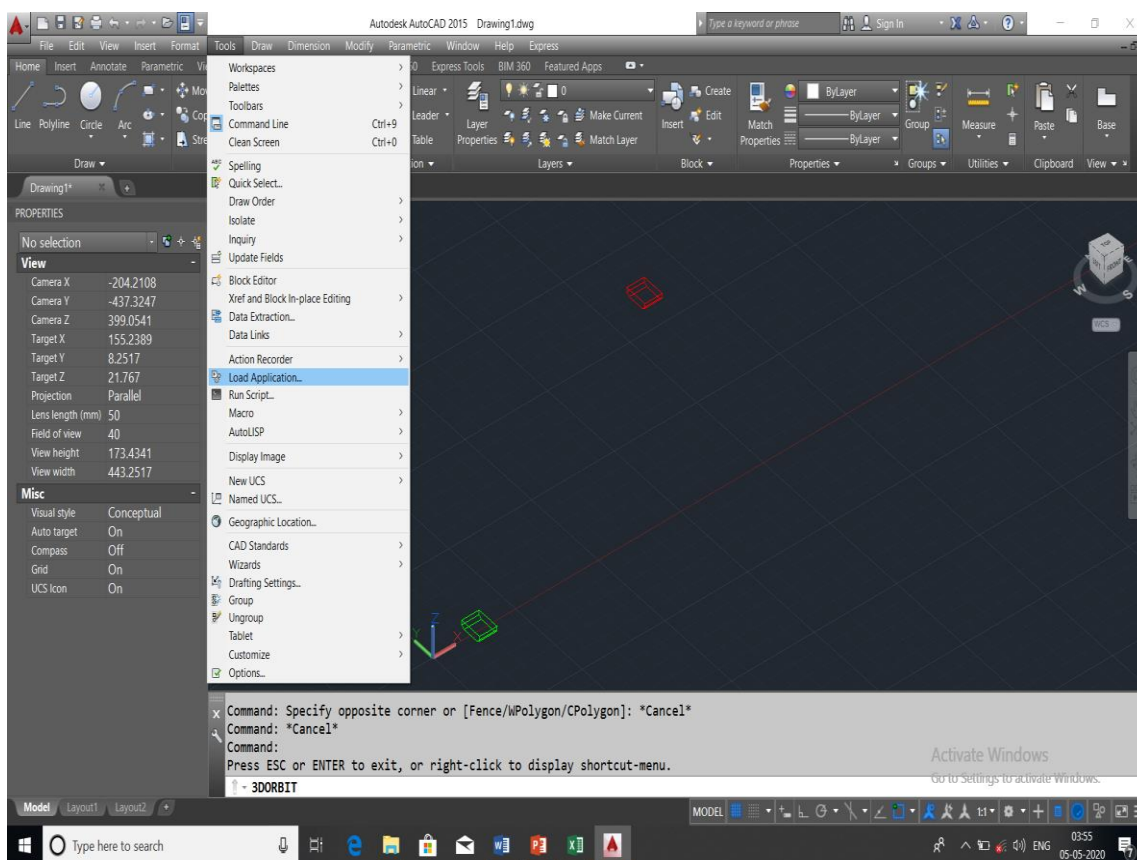 Autodesk AutoCAD 2015 Drawing1.dwg
Type a keyword or phrase
Sign In
File Edit View Insert Format Tools Draw Dimension Modify Parametric Window Help Express
Home Insert Annotate Parametric
Express Tools BIM 360 Featured Apps
Line Polyline Circle Arc
Draw
Linear
Leader
Table
Layer
Properties
0
Make Current
Match Layer
Layers
Insert
Create
Edit
Block
Match
Properties
ByLayer
ByLayer
ByLayer
Properties
Group
Groups
Measure
Utilities
Paste
Clipboard
Base
View
Drawing1*
PROPERTIES
No selection
View
Camera X -204.2108
Camera Y -437.3247
Camera Z 399.0541
Target X 155.2389
Target Y 8.2517
Target Z 21.767
Projection Parallel
Lens length (mm) 50
Field of view 40
View height 173.4341
View width 443.2517
Misc
Visual style Conceptual
Auto target On
Compass Off
Grid On
UCS Icon On
Workspaces
Palettes
Toolbars
Command Line Ctrl+9
Clean Screen Ctrl+0
Spelling
Quick Select...
Draw Order
Isolate
Inquiry
Update Fields
Block Editor
Xref and Block In-place Editing
Data Extraction...
Data Links
Action Recorder
Load Application...
Run Script...
Macro
AutoLISP
Display Image
New UCS
Named UCS...
Geographic Location...
CAD Standards
Wizards
Drafting Settings...
Group
Ungroup
Tablet
Customize
Options...
W
S
WCS
Z
Y
X
Command: Specify opposite corner or [Fence/WPolygon/CPolygon]: *Cancel*
Command: *Cancel*
Command:
Press ESC or ENTER to exit, or right-click to display shortcut-menu.
3DORBIT
Activate Windows
Go to Settings to activate Windows.
Model Layout1 Layout2
MODEL
1:1
Type here to search
ENG
03:55
05-05-2020
7